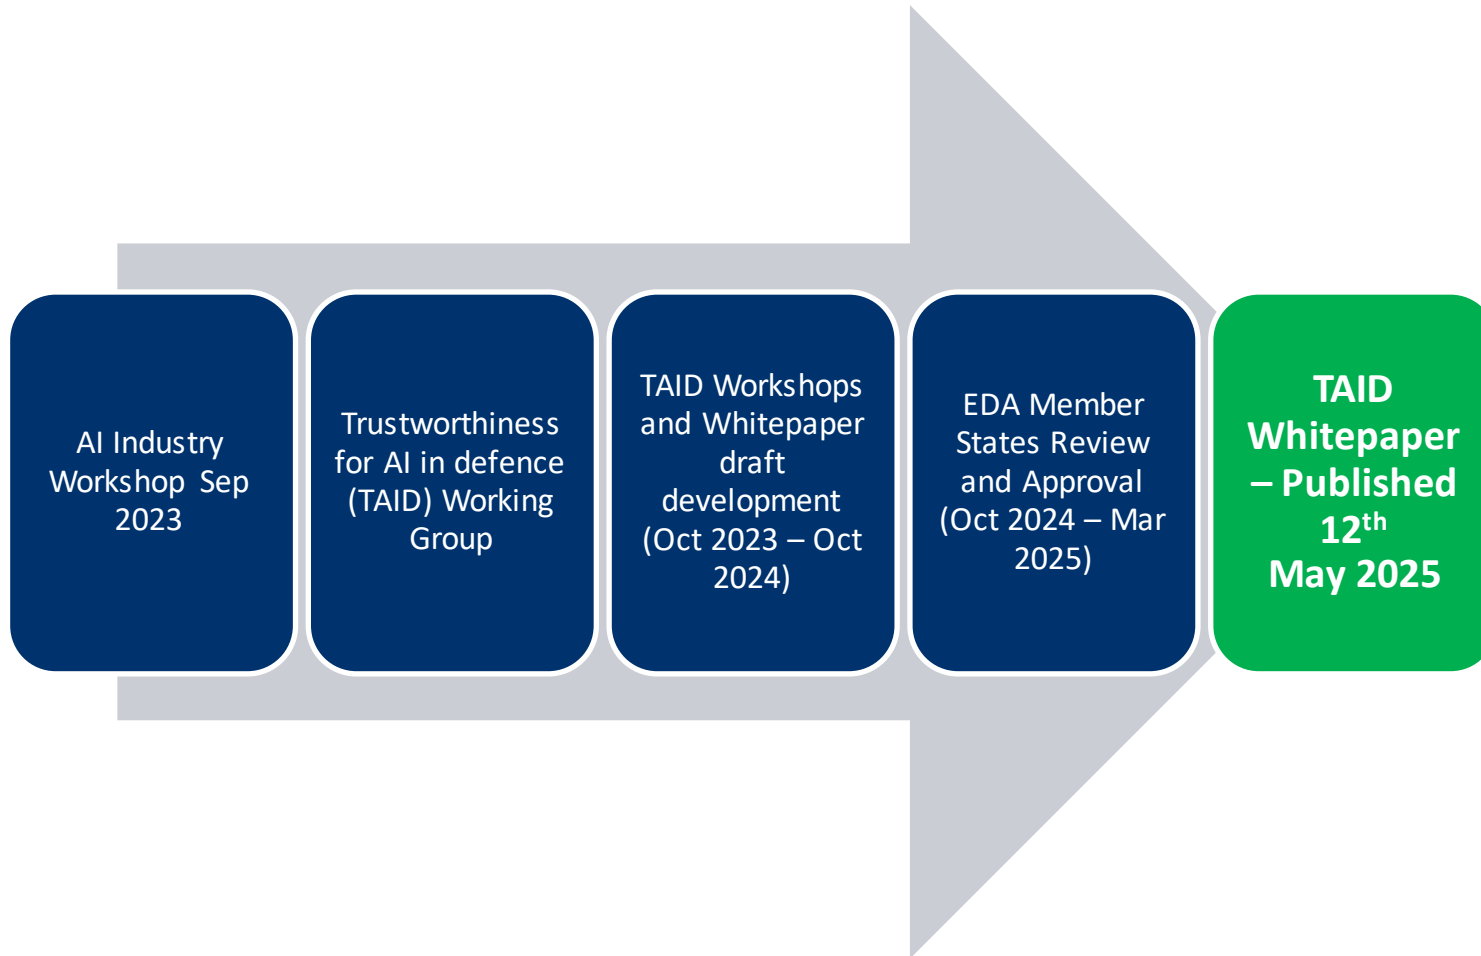 AI Industry
Workshop Sep
2023
Trustworthiness
for AI in defence
(TAID) Working
Group
TAID Workshops
and Whitepaper
draft
development
(Oct 2023 – Oct
2024)
EDA Member
States Review
and Approval
(Oct 2024 – Mar
2025)
TAID
Whitepaper
– Published
12th
May 2025